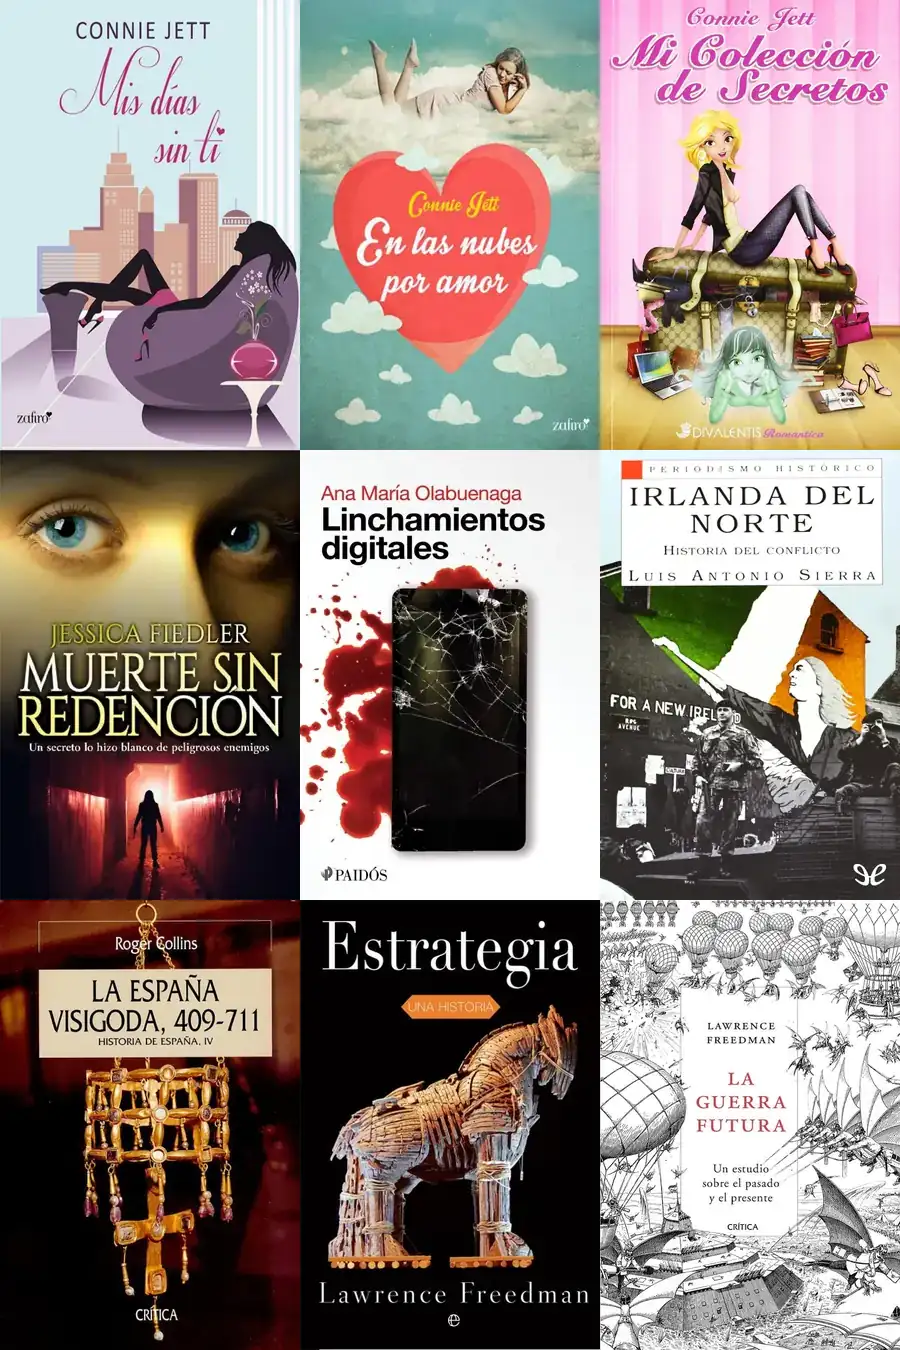 CONNIE JETT
Mis días
sin ti
zafiro
Connie Jett
En las nubes
por amor
zafiro
Connie Jett
Mi Colección
de Secretos
DIVALENTIS Romántica
JESSICA FIEDLER
MUERTE SIN
REDENCIÓN
Un secreto lo hizo blanco de peligrosos enemigos
Ana María Olabuenaga
Linchamientos
digitales
PAIDÓS
PERIODISMO HISTÓRICO
IRLANDA DEL
NORTE
HISTORIA DEL CONFLICTO
LUIS ANTONIO SIERRA
FOR A NEW IRELAND
AVENUE
Roger Collins
LA ESPAÑA
VISIGODA, 409-711
HISTORIA DE ESPAÑA, IV
CRÍTICA
Estrategia
UNA HISTORIA
Lawrence Freedman
LAWRENCE
FREEDMAN
LA
GUERRA
FUTURA
Un estudio
sobre el pasado
y el presente
CRÍTICA